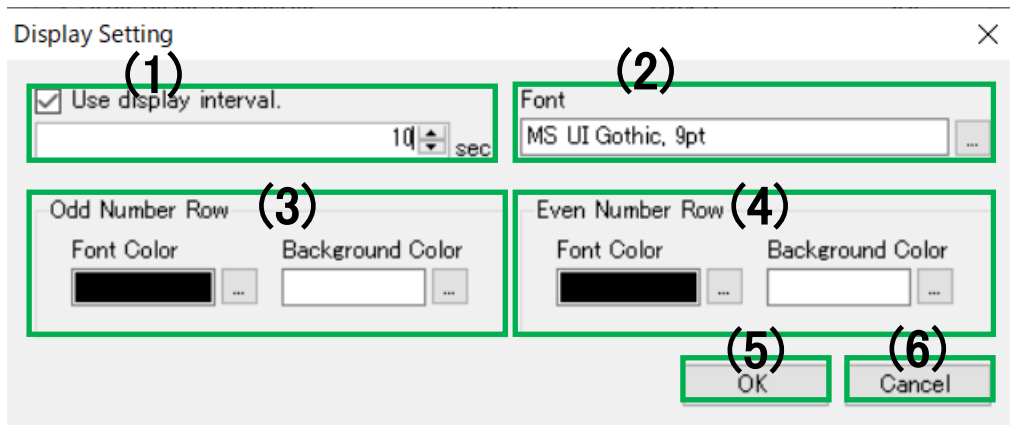 Display Setting
(1)
Use display interval.
10 sec
(2)
Font
MS UI Gothic, 9pt
...
Odd Number Row (3)
Font Color Background Color
... ...
Even Number Row (4)
Font Color Background Color
... ...
(5)
OK
(6)
Cancel